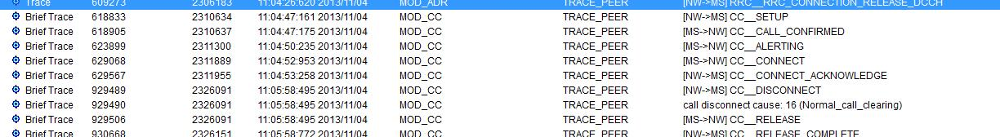 Trace 609273 2306183 11:04:26:620 2013/11/04 MOD_ADR TRACE_PEER [NW->MS] RRC__RRC_CONNECTION_RELEASE_DCCH
Brief Trace 618833 2310634 11:04:47:161 2013/11/04 MOD_CC TRACE_PEER [NW->MS] CC__SETUP
Brief Trace 618905 2310637 11:04:47:175 2013/11/04 MOD_CC TRACE_PEER [MS->NW] CC__CALL_CONFIRMED
Brief Trace 623899 2311300 11:04:50:235 2013/11/04 MOD_CC TRACE_PEER [MS->NW] CC__ALERTING
Brief Trace 629068 2311889 11:04:52:953 2013/11/04 MOD_CC TRACE_PEER [MS->NW] CC__CONNECT
Brief Trace 629567 2311955 11:04:53:258 2013/11/04 MOD_CC TRACE_PEER [NW->MS] CC__CONNECT_ACKNOWLEDGE
Brief Trace 929489 2326091 11:05:58:495 2013/11/04 MOD_CC TRACE_PEER [NW->MS] CC__DISCONNECT
Brief Trace 929490 2326091 11:05:58:495 2013/11/04 MOD_CC TRACE_PEER call disconnect cause: 16 (Normal_call_clearing)
Brief Trace 929506 2326091 11:05:58:495 2013/11/04 MOD_CC TRACE_PEER [MS->NW] CC__RELEASE
Brief Trace 930668 2326151 11:05:58:772 2013/11/04 MOD_CC TRACE_PEER [NW->MS] CC__RELEASE_COMPLETE